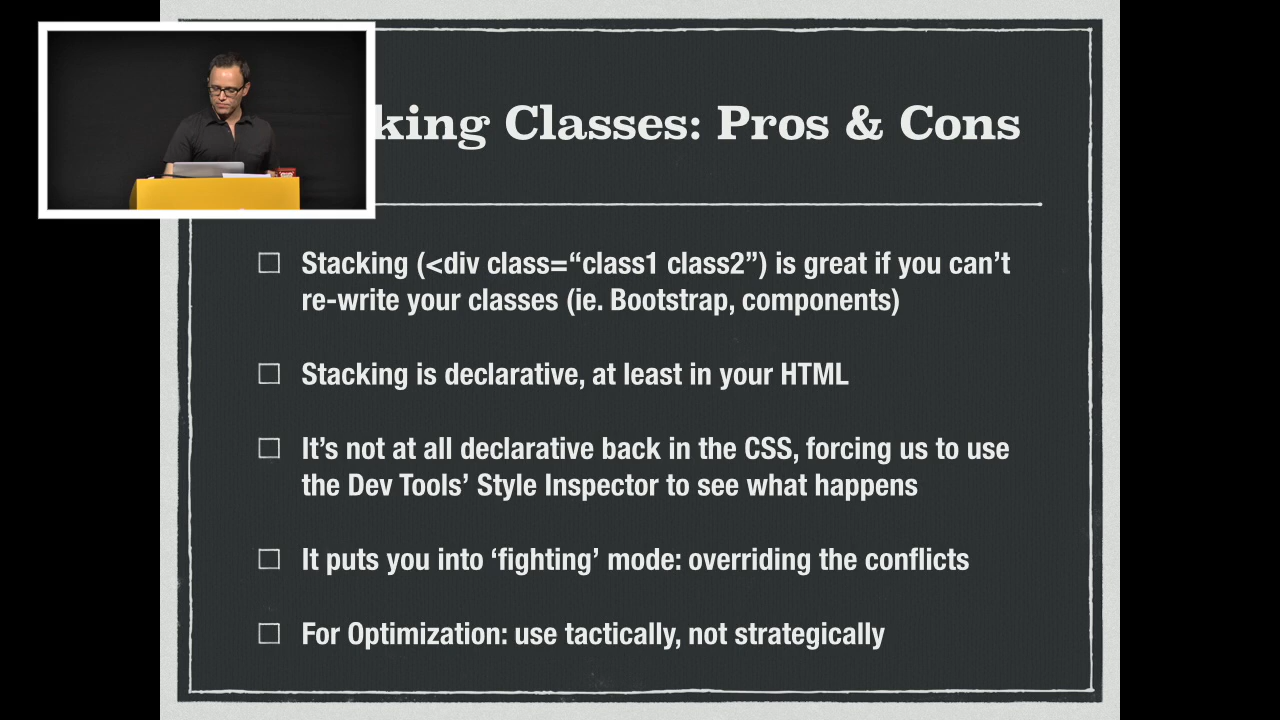 king Classes: Pros & Cons
Stacking (<div class=“class1 class2”) is great if you can’t
re-write your classes (ie. Bootstrap, components)
Stacking is declarative, at least in your HTML
It’s not at all declarative back in the CSS, forcing us to use
the Dev Tools’ Style Inspector to see what happens
It puts you into ‘fighting’ mode: overriding the conflicts
For Optimization: use tactically, not strategically